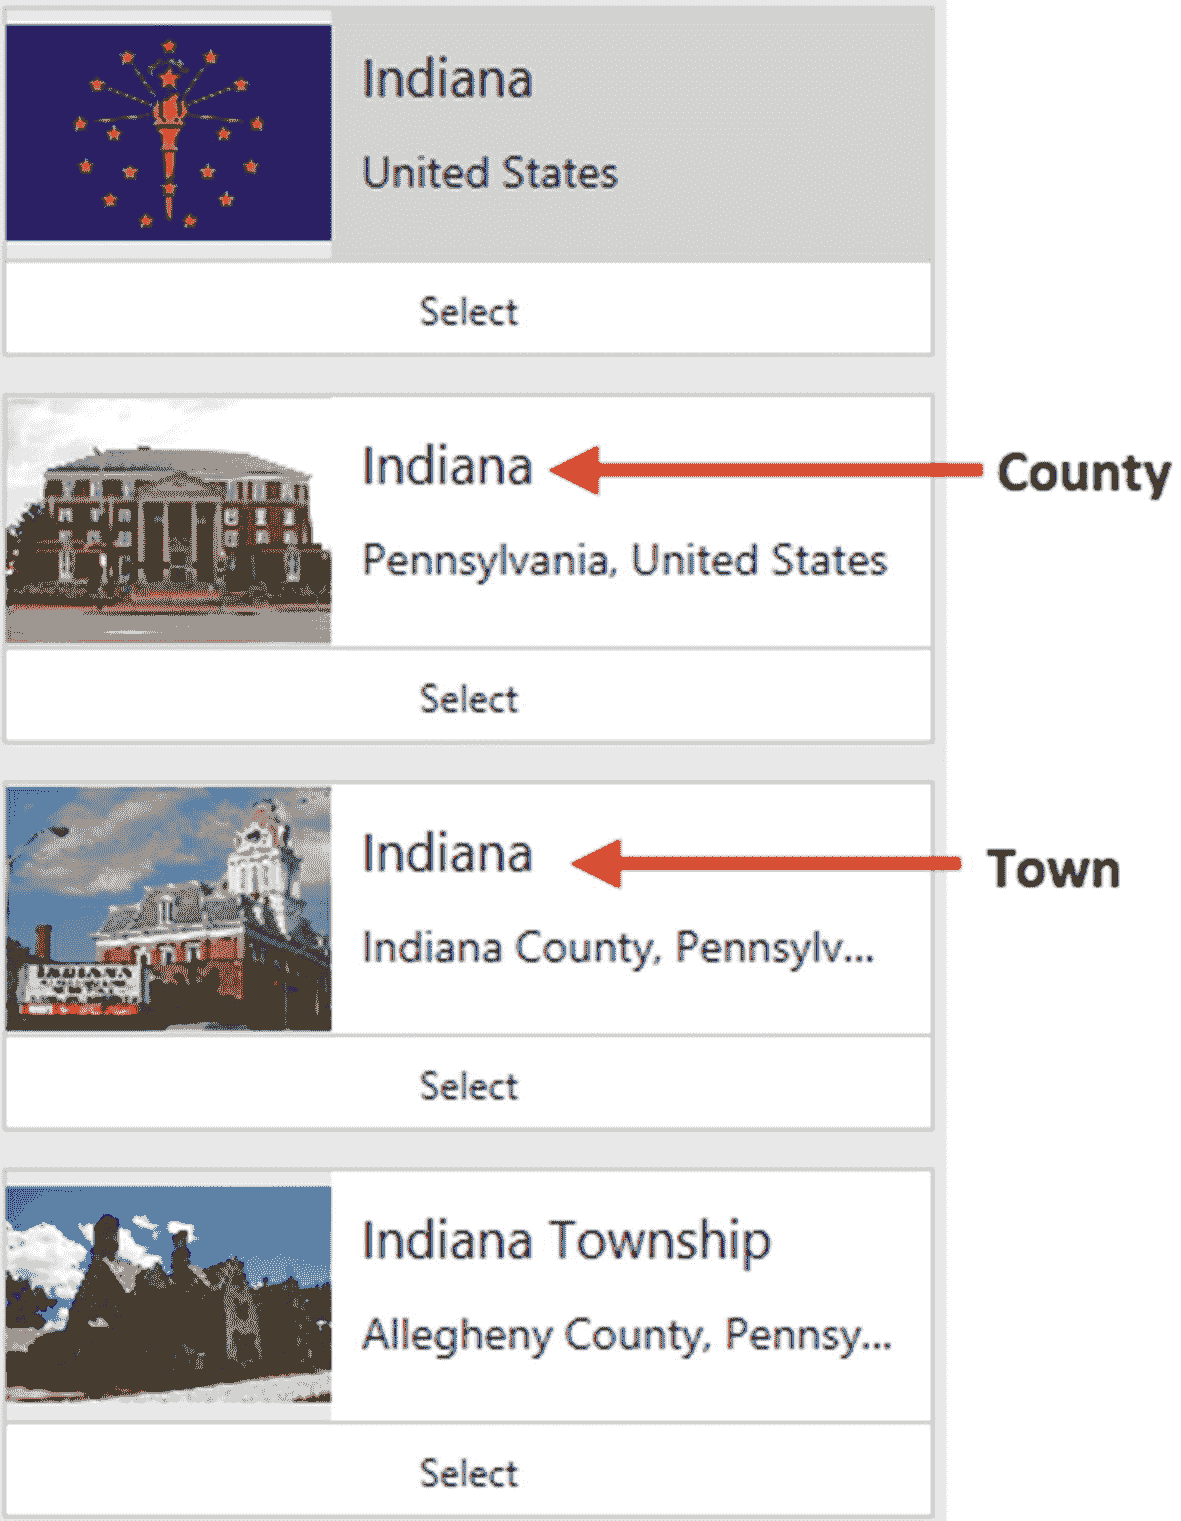 Indiana
United States
Select
Indiana
County
Pennsylvania, United States
Select
Indiana
Town
Indiana County, Pennsylv...
INDIANA
Select
Indiana Township
Allegheny County, Pennsy...
Select